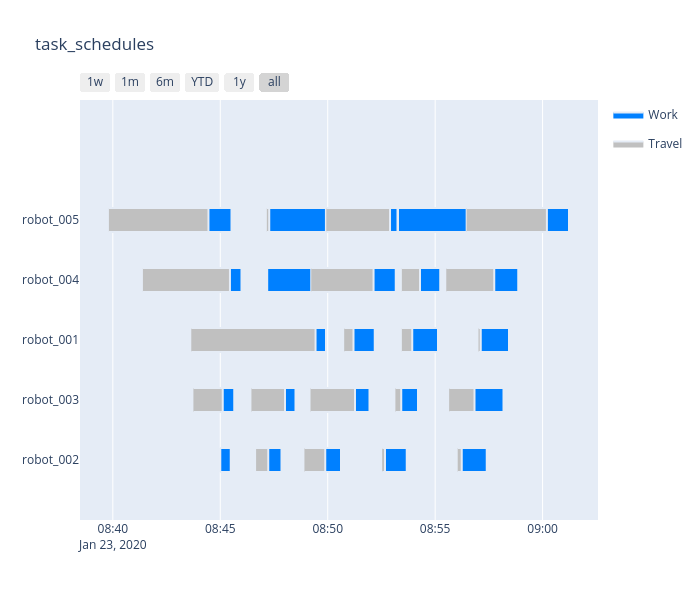 task_schedules
1w 1m 6m YTD 1y all
Work
Travel
robot_005
robot_004
robot_001
robot_003
robot_002
08:40 08:45 08:50 08:55 09:00
Jan 23, 2020